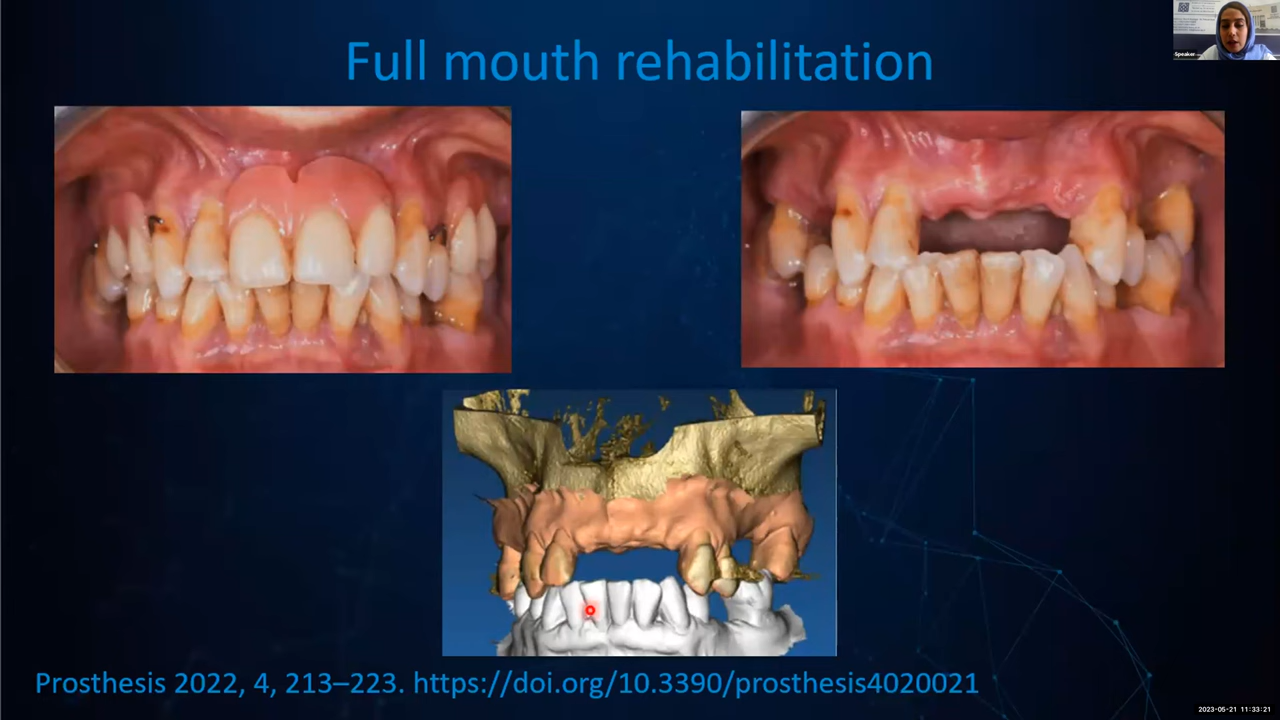 Full mouth rehabilitation
Speaker
Prosthesis 2022, 4, 213–223. https://doi.org/10.3390/prosthesis4020021
2023-05-21 11:33:21